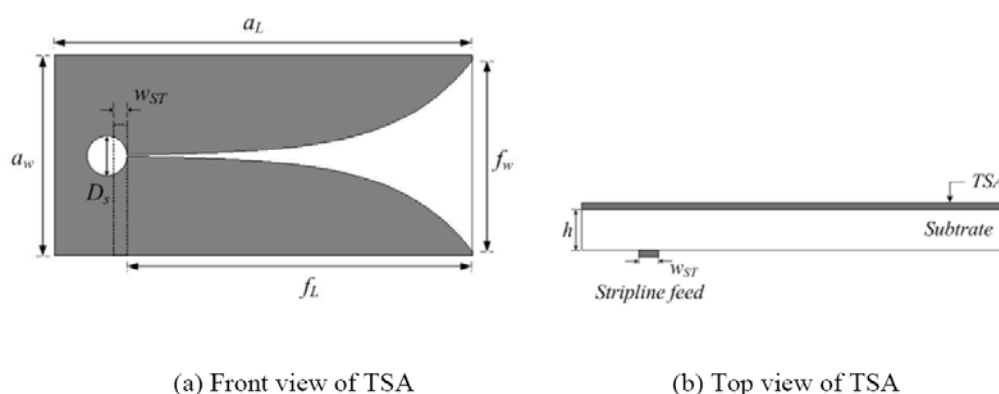 a_L
w_ST
a_w
D_s
f_w
f_L
TSA
h
Subtrate
w_ST
Stripline feed
(a) Front view of TSA
(b) Top view of TSA